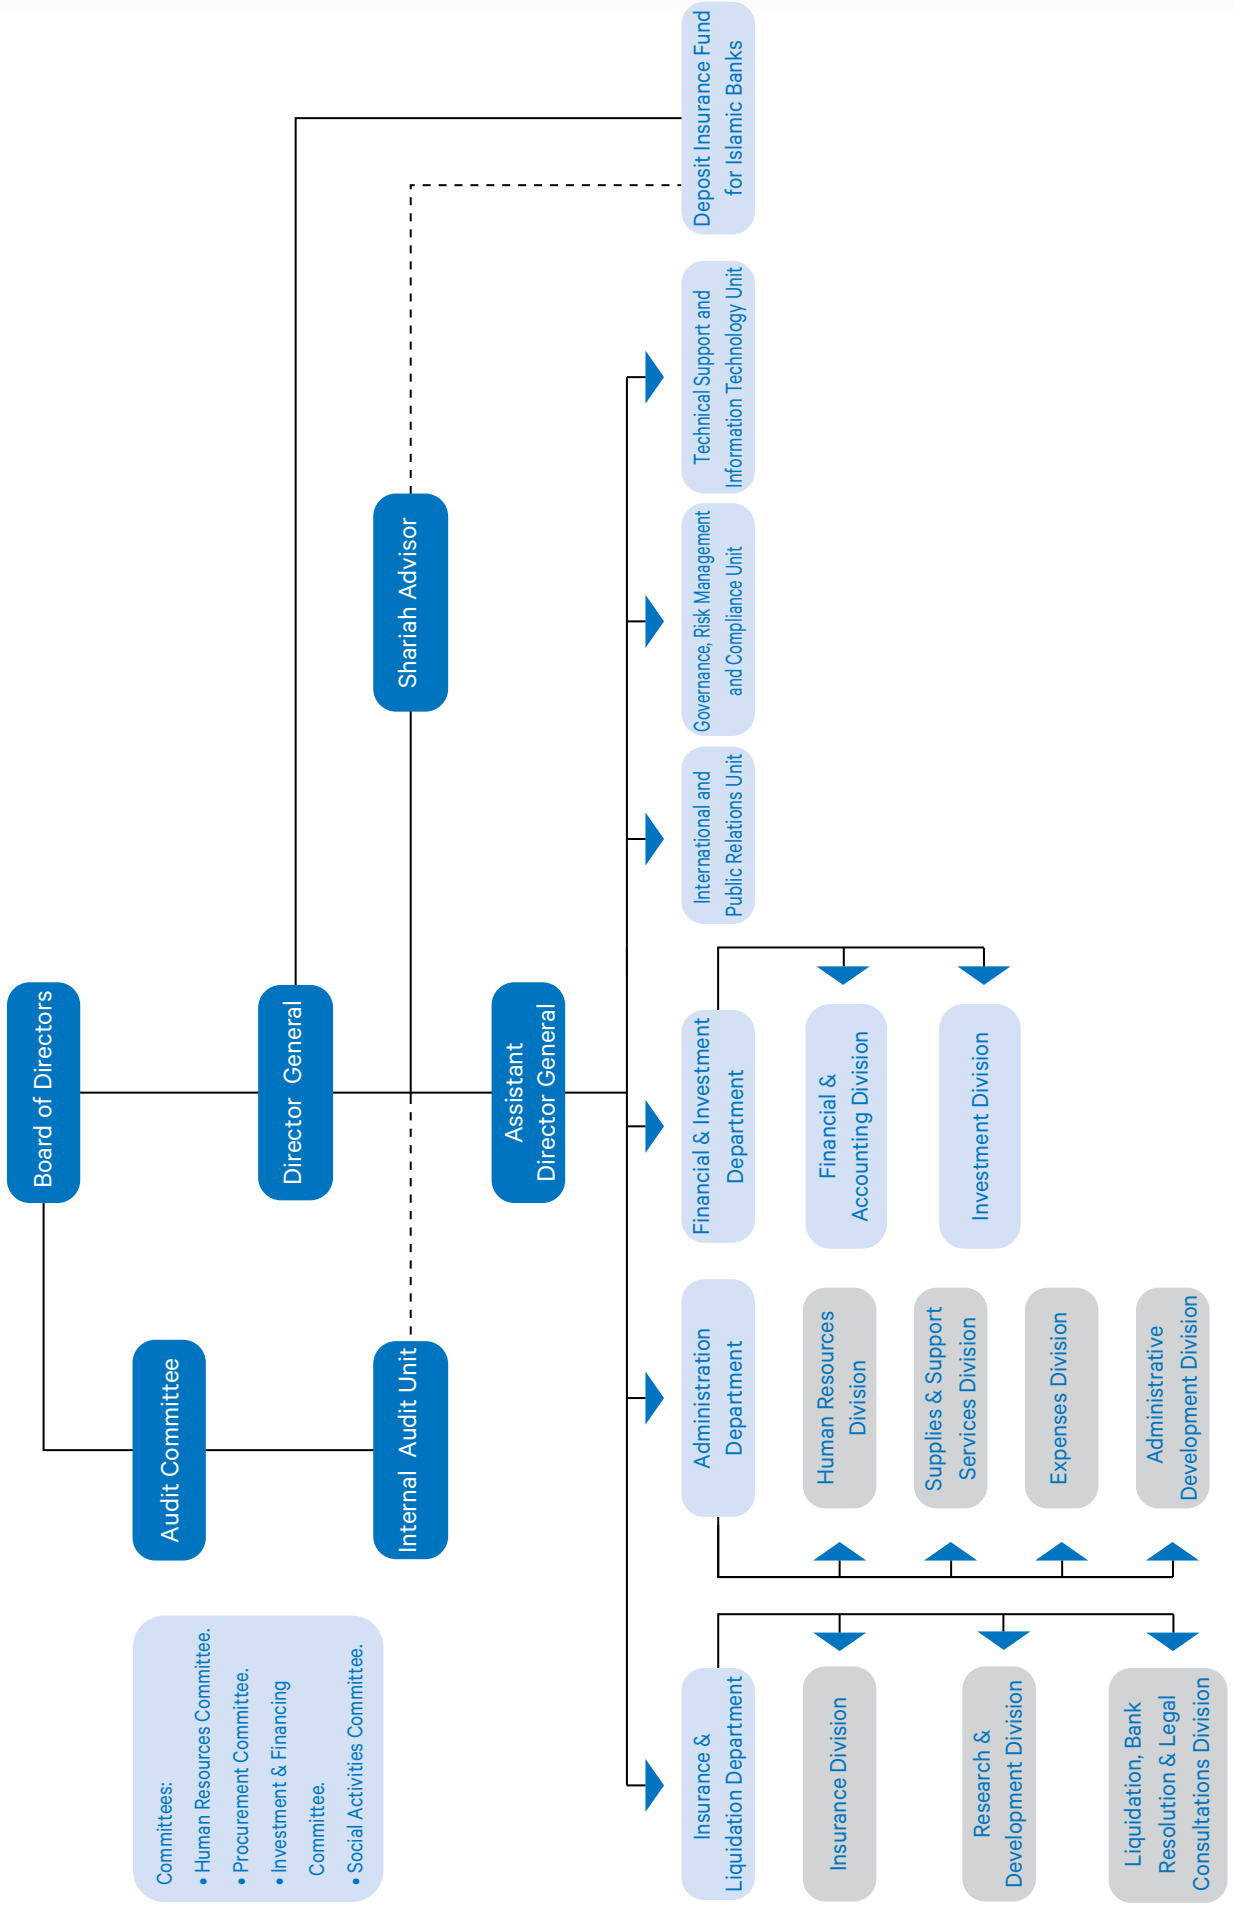 Board of Directors
Audit Committee
Director General
Internal Audit Unit
Shariah Advisor
Assistant
Director General
Committees:
• Human Resources Committee.
• Procurement Committee.
• Investment & Financing
Committee.
• Social Activities Committee.
Insurance &
Liquidation Department
Administration
Department
Financial & Investment
Department
International and
Public Relations Unit
Governance, Risk Management
and Compliance Unit
Technical Support and
Information Technology Unit
Deposit Insurance Fund
for Islamic Banks
Insurance Division
Research &
Development Division
Liquidation, Bank
Resolution & Legal
Consultations Division
Human Resources
Division
Supplies & Support
Services Division
Expenses Division
Administrative
Development Division
Financial &
Accounting Division
Investment Division